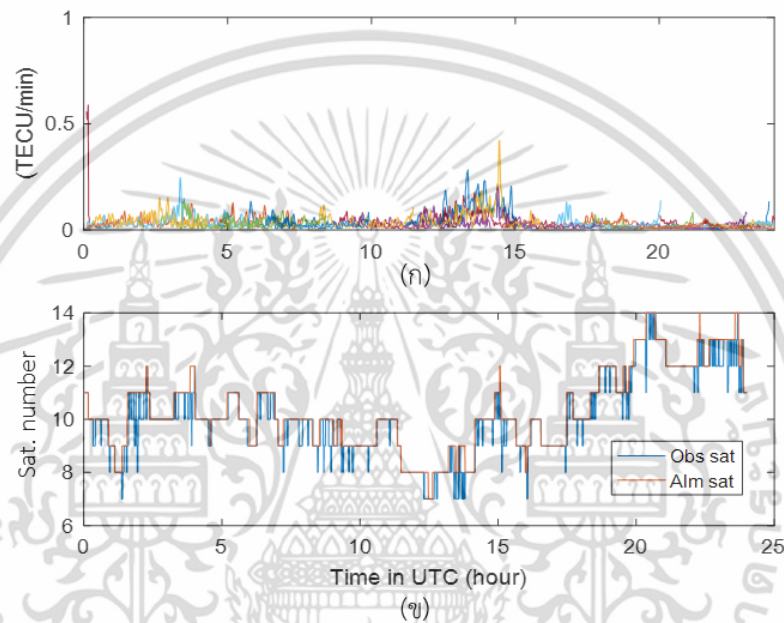 1
0.5
0
(TECU/min)
0 5 10 15 20
(ก)
14
12
10
8
6
Sat. number
Obs sat
Alm sat
0 5 10 15 20 25
Time in UTC (hour)
(ข)